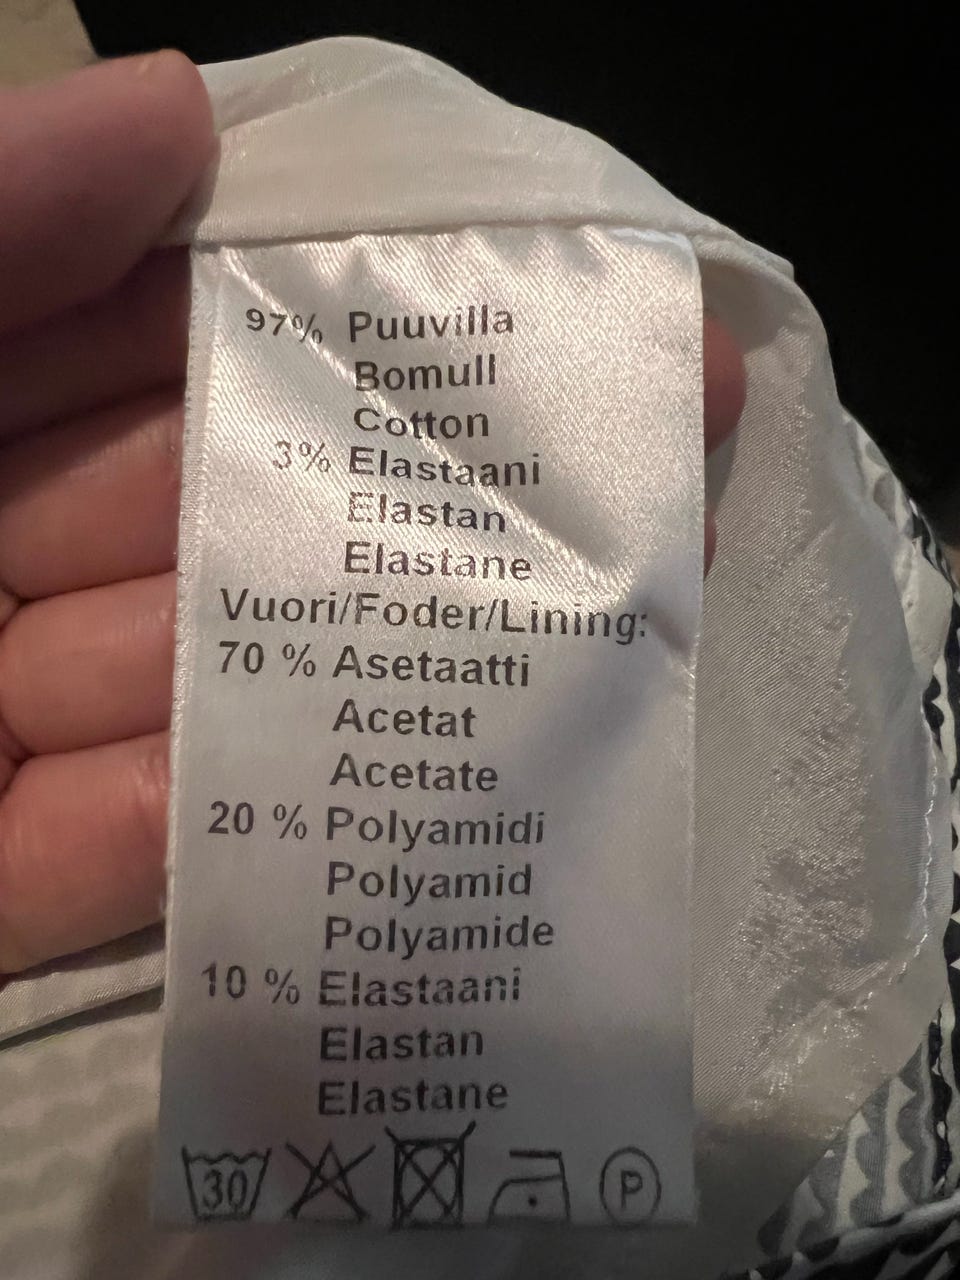 97% Puuvilla
Bomull
Cotton
3% Elastaani
Elastan
Elastane
Vuori/Foder/Lining:
70 % Asetaatti
Acetat
Acetate
20 % Polyamidi
Polyamid
Polyamide
10 % Elastaani
Elastan
Elastane
30 P